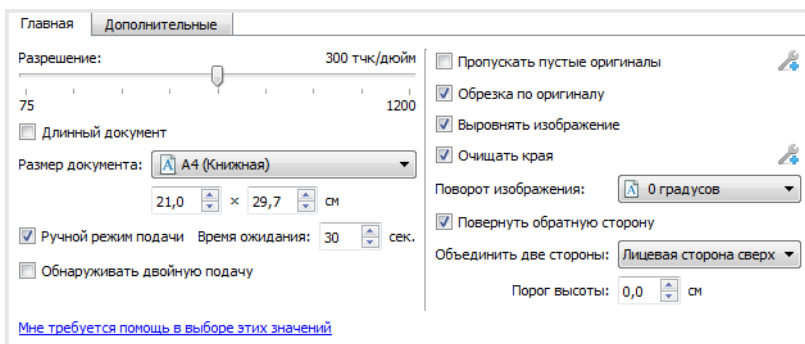 Главная
Дополнительные
Разрешение: 300 тчк/дюйм
75 1200
Длинный документ
Размер документа: A A4 (Книжная)
21,0 × 29,7 см
Ручной режим подачи Время ожидания: 30 сек.
Обнаруживать двойную подачу
Мне требуется помощь в выборе этих значений
Пропускать пустые оригиналы
Обрезка по оригиналу
Выровнять изображение
Очищать края
Поворот изображения: A 0 градусов
Повернуть обратную сторону
Объединить две стороны: Лицевая сторона сверх
Порог высоты: 0,0 см